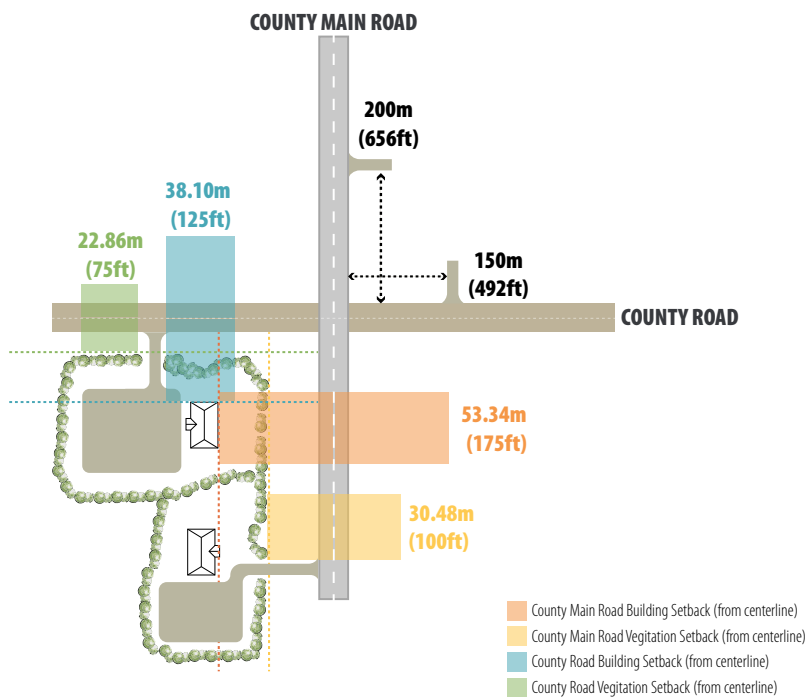 COUNTY MAIN ROAD
200m
(656ft)
38.10m
(125ft)
22.86m
(75ft)
150m
(492ft)
COUNTY ROAD
53.34m
(175ft)
30.48m
(100ft)
County Main Road Building Setback (from centerline)
County Main Road Vegitation Setback (from centerline)
County Road Building Setback (from centerline)
County Road Vegitation Setback (from centerline)